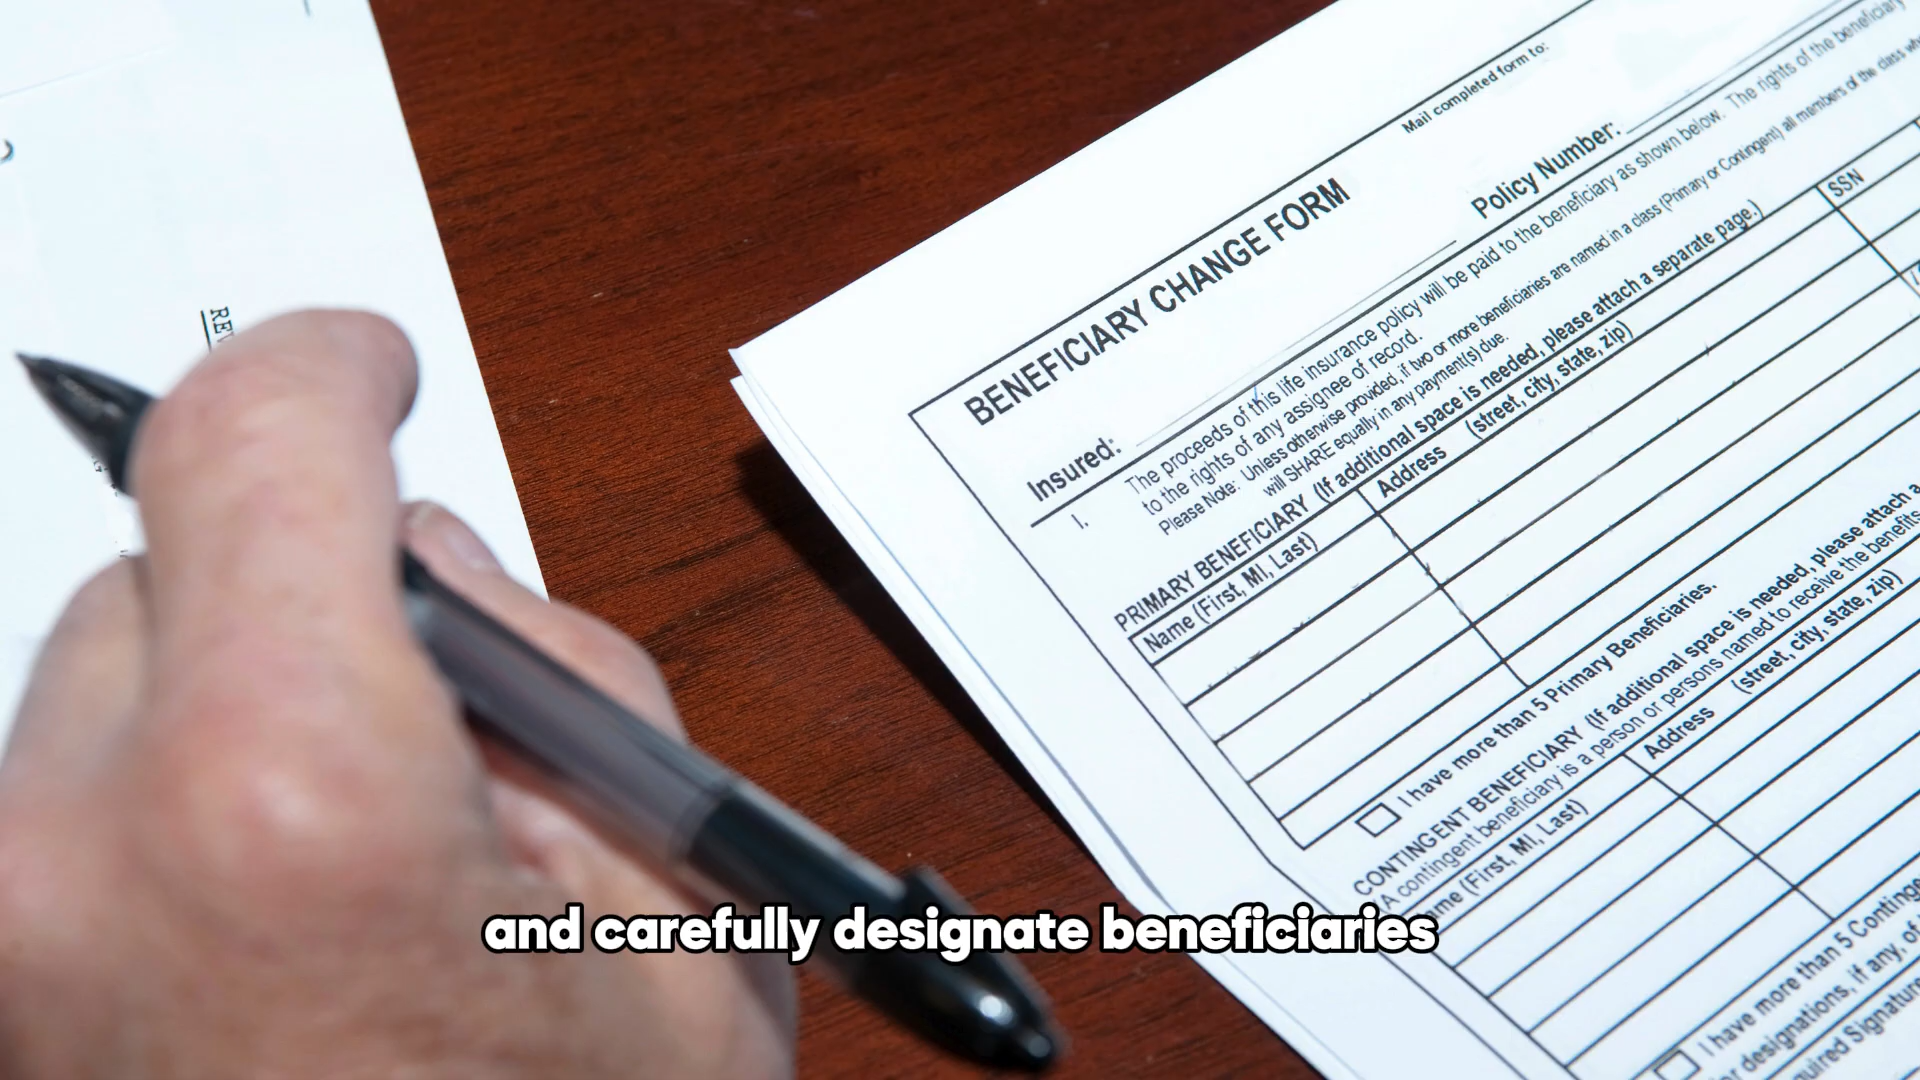 Mail completed form to:
BENEFICIARY CHANGE FORM
Insured:
Policy Number:
I. The proceeds of this life insurance policy will be paid to the beneficiary as shown below. The rights of the beneficiary
to the rights of any assignee of record.
Please Note: Unless otherwise provided, if two or more beneficiaries are named in a class (Primary or Contingent) all members of the class
will SHARE equally in any payment(s) due.
PRIMARY BENEFICIARY (If additional space is needed, please attach a separate page.)
Name (First, MI, Last) Address (street, city, state, zip) SSN
I have more than 5 Primary Beneficiaries.
CONTINGENT BENEFICIARY (If additional space is needed, please attach a
(A contingent beneficiary is a person or persons named to receive the benefits
Name (First, MI, Last) Address (street, city, state, zip)
I have more than 5
designations, if any, of
Signature
and carefully designate beneficiaries